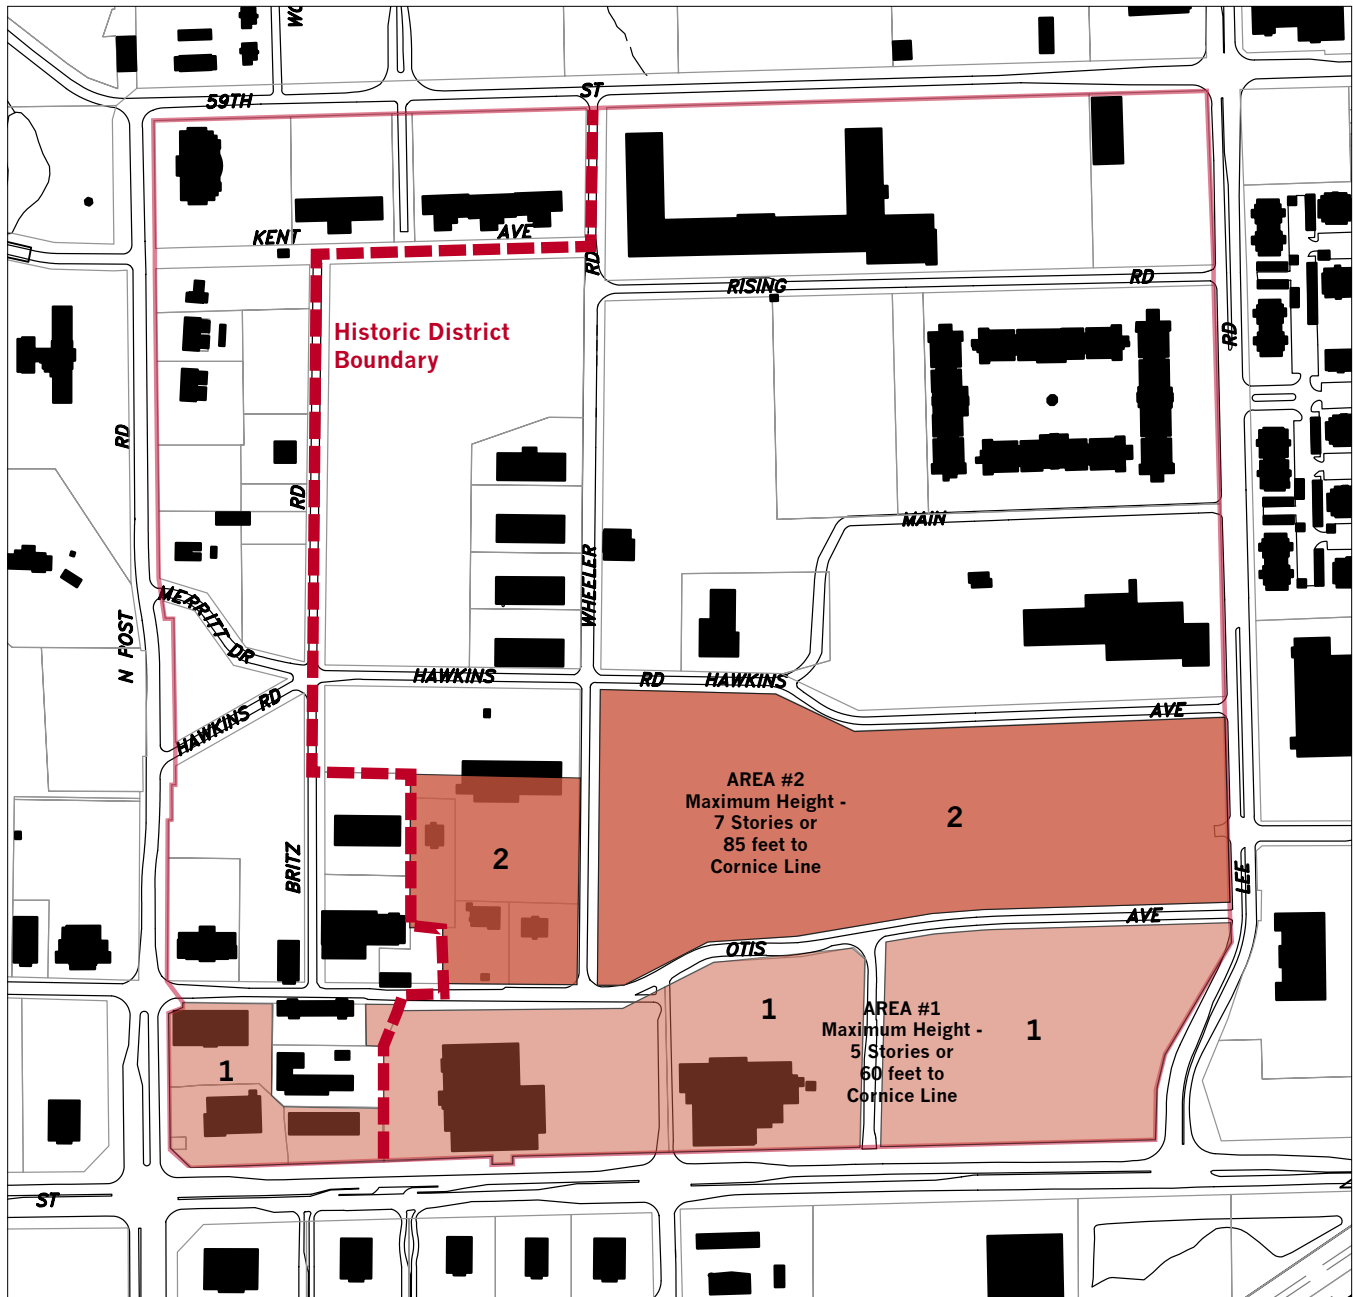 59TH
ST
KENT
AVE
RD
RISING
RD
RD
Historic District
Boundary
RD
RD
MAIN
WHEELER
MERRITT DR
N POST
HAWKINS
RD
HAWKINS
HAWKINS RD
AVE
AREA #2
Maximum Height -
7 Stories or
85 feet to
Cornice Line
2
2
BRITZ
LEE
AVE
OTIS
1
AREA #1
Maximum Height -
5 Stories or
60 feet to
Cornice Line
1
1
ST